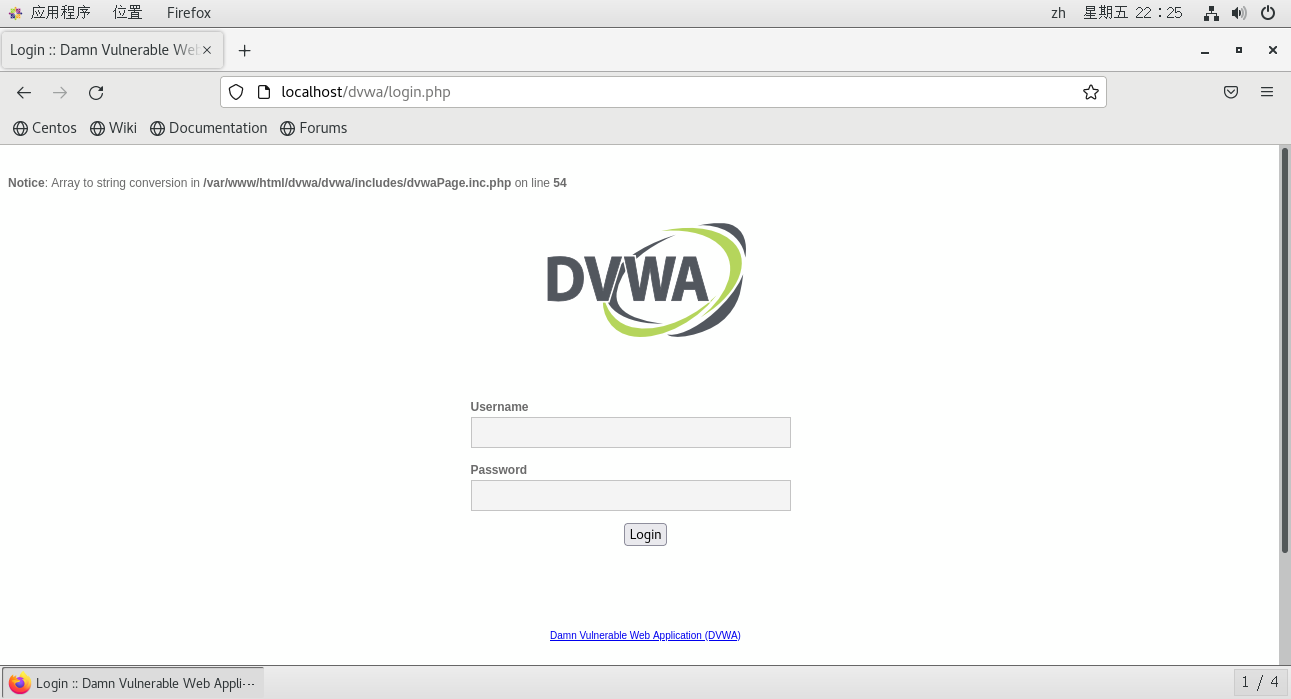 应用程序 位置 Firefox zh 星期五 22：25
Login :: Damn Vulnerable Web
localhost/dvwa/login.php
Centos Wiki Documentation Forums
Notice: Array to string conversion in /var/www/html/dvwa/dvwa/includes/dvwaPage.inc.php on line 54
DVWA
Username
Password
Login
Damn Vulnerable Web Application (DVWA)
Login :: Damn Vulnerable Web Appli··· 1 / 4